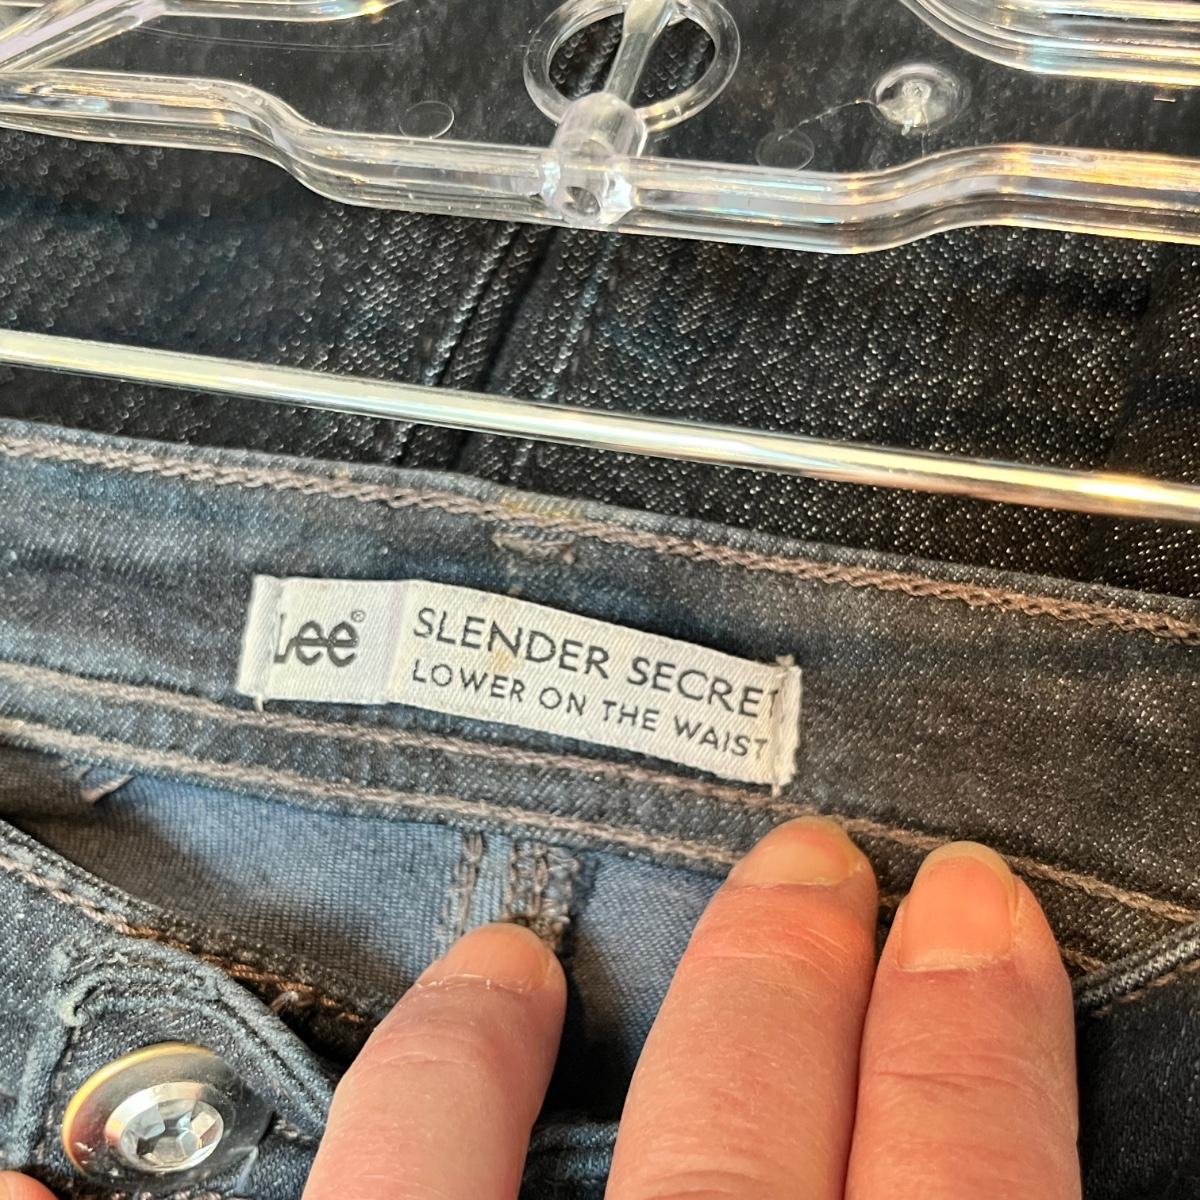 Lee®
SLENDER SECRET
LOWER ON THE WAIST